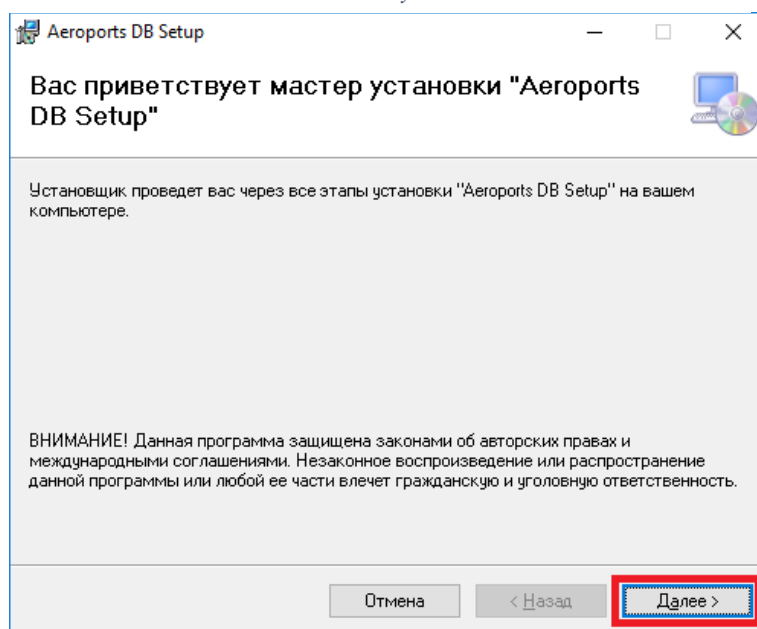 Aeroports DB Setup
Вас приветствует мастер установки "Aeroports
DB Setup"
Установщик проведет вас через все этапы установки "Aeroports DB Setup" на вашем
компьютере.
ВНИМАНИЕ! Данная программа защищена законами об авторских правах и
международными соглашениями. Незаконное воспроизведение или распространение
данной программы или любой ее части влечет гражданскую и уголовную ответственность.
Отмена
< Назад
Далее >